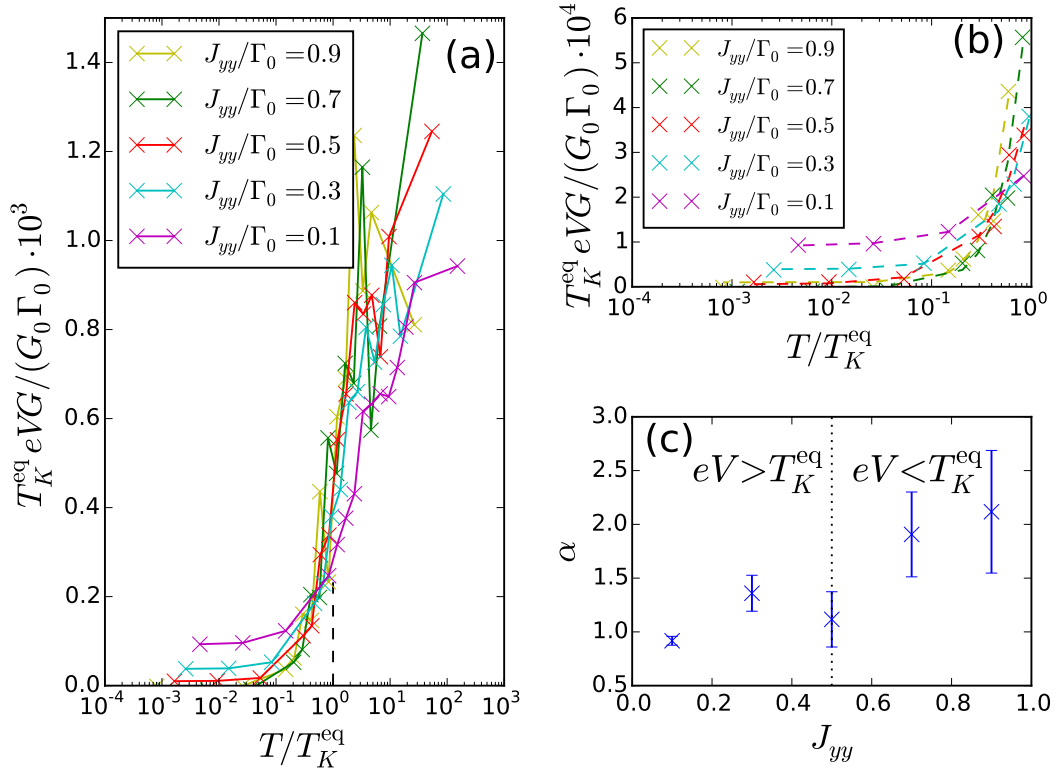 (a)
J_yy/Γ_0 = 0.9
J_yy/Γ_0 = 0.7
J_yy/Γ_0 = 0.5
J_yy/Γ_0 = 0.3
J_yy/Γ_0 = 0.1
T_K^eq eVG/(G_0 Γ_0) · 10^3
1.4
1.2
1.0
0.8
0.6
0.4
0.2
0.0
10^-4 10^-3 10^-2 10^-1 10^0 10^1 10^2 10^3
T/T_K^eq
(b)
J_yy/Γ_0 = 0.9
J_yy/Γ_0 = 0.7
J_yy/Γ_0 = 0.5
J_yy/Γ_0 = 0.3
J_yy/Γ_0 = 0.1
T_K^eq eVG/(G_0 Γ_0) · 10^4
6
5
4
3
2
1
0
10^-4 10^-3 10^-2 10^-1 10^0
T/T_K^eq
(c)
eV>T_K^eq eV<T_K^eq
α
3.0
2.5
2.0
1.5
1.0
0.5
0.0 0.2 0.4 0.6 0.8 1.0
J_yy